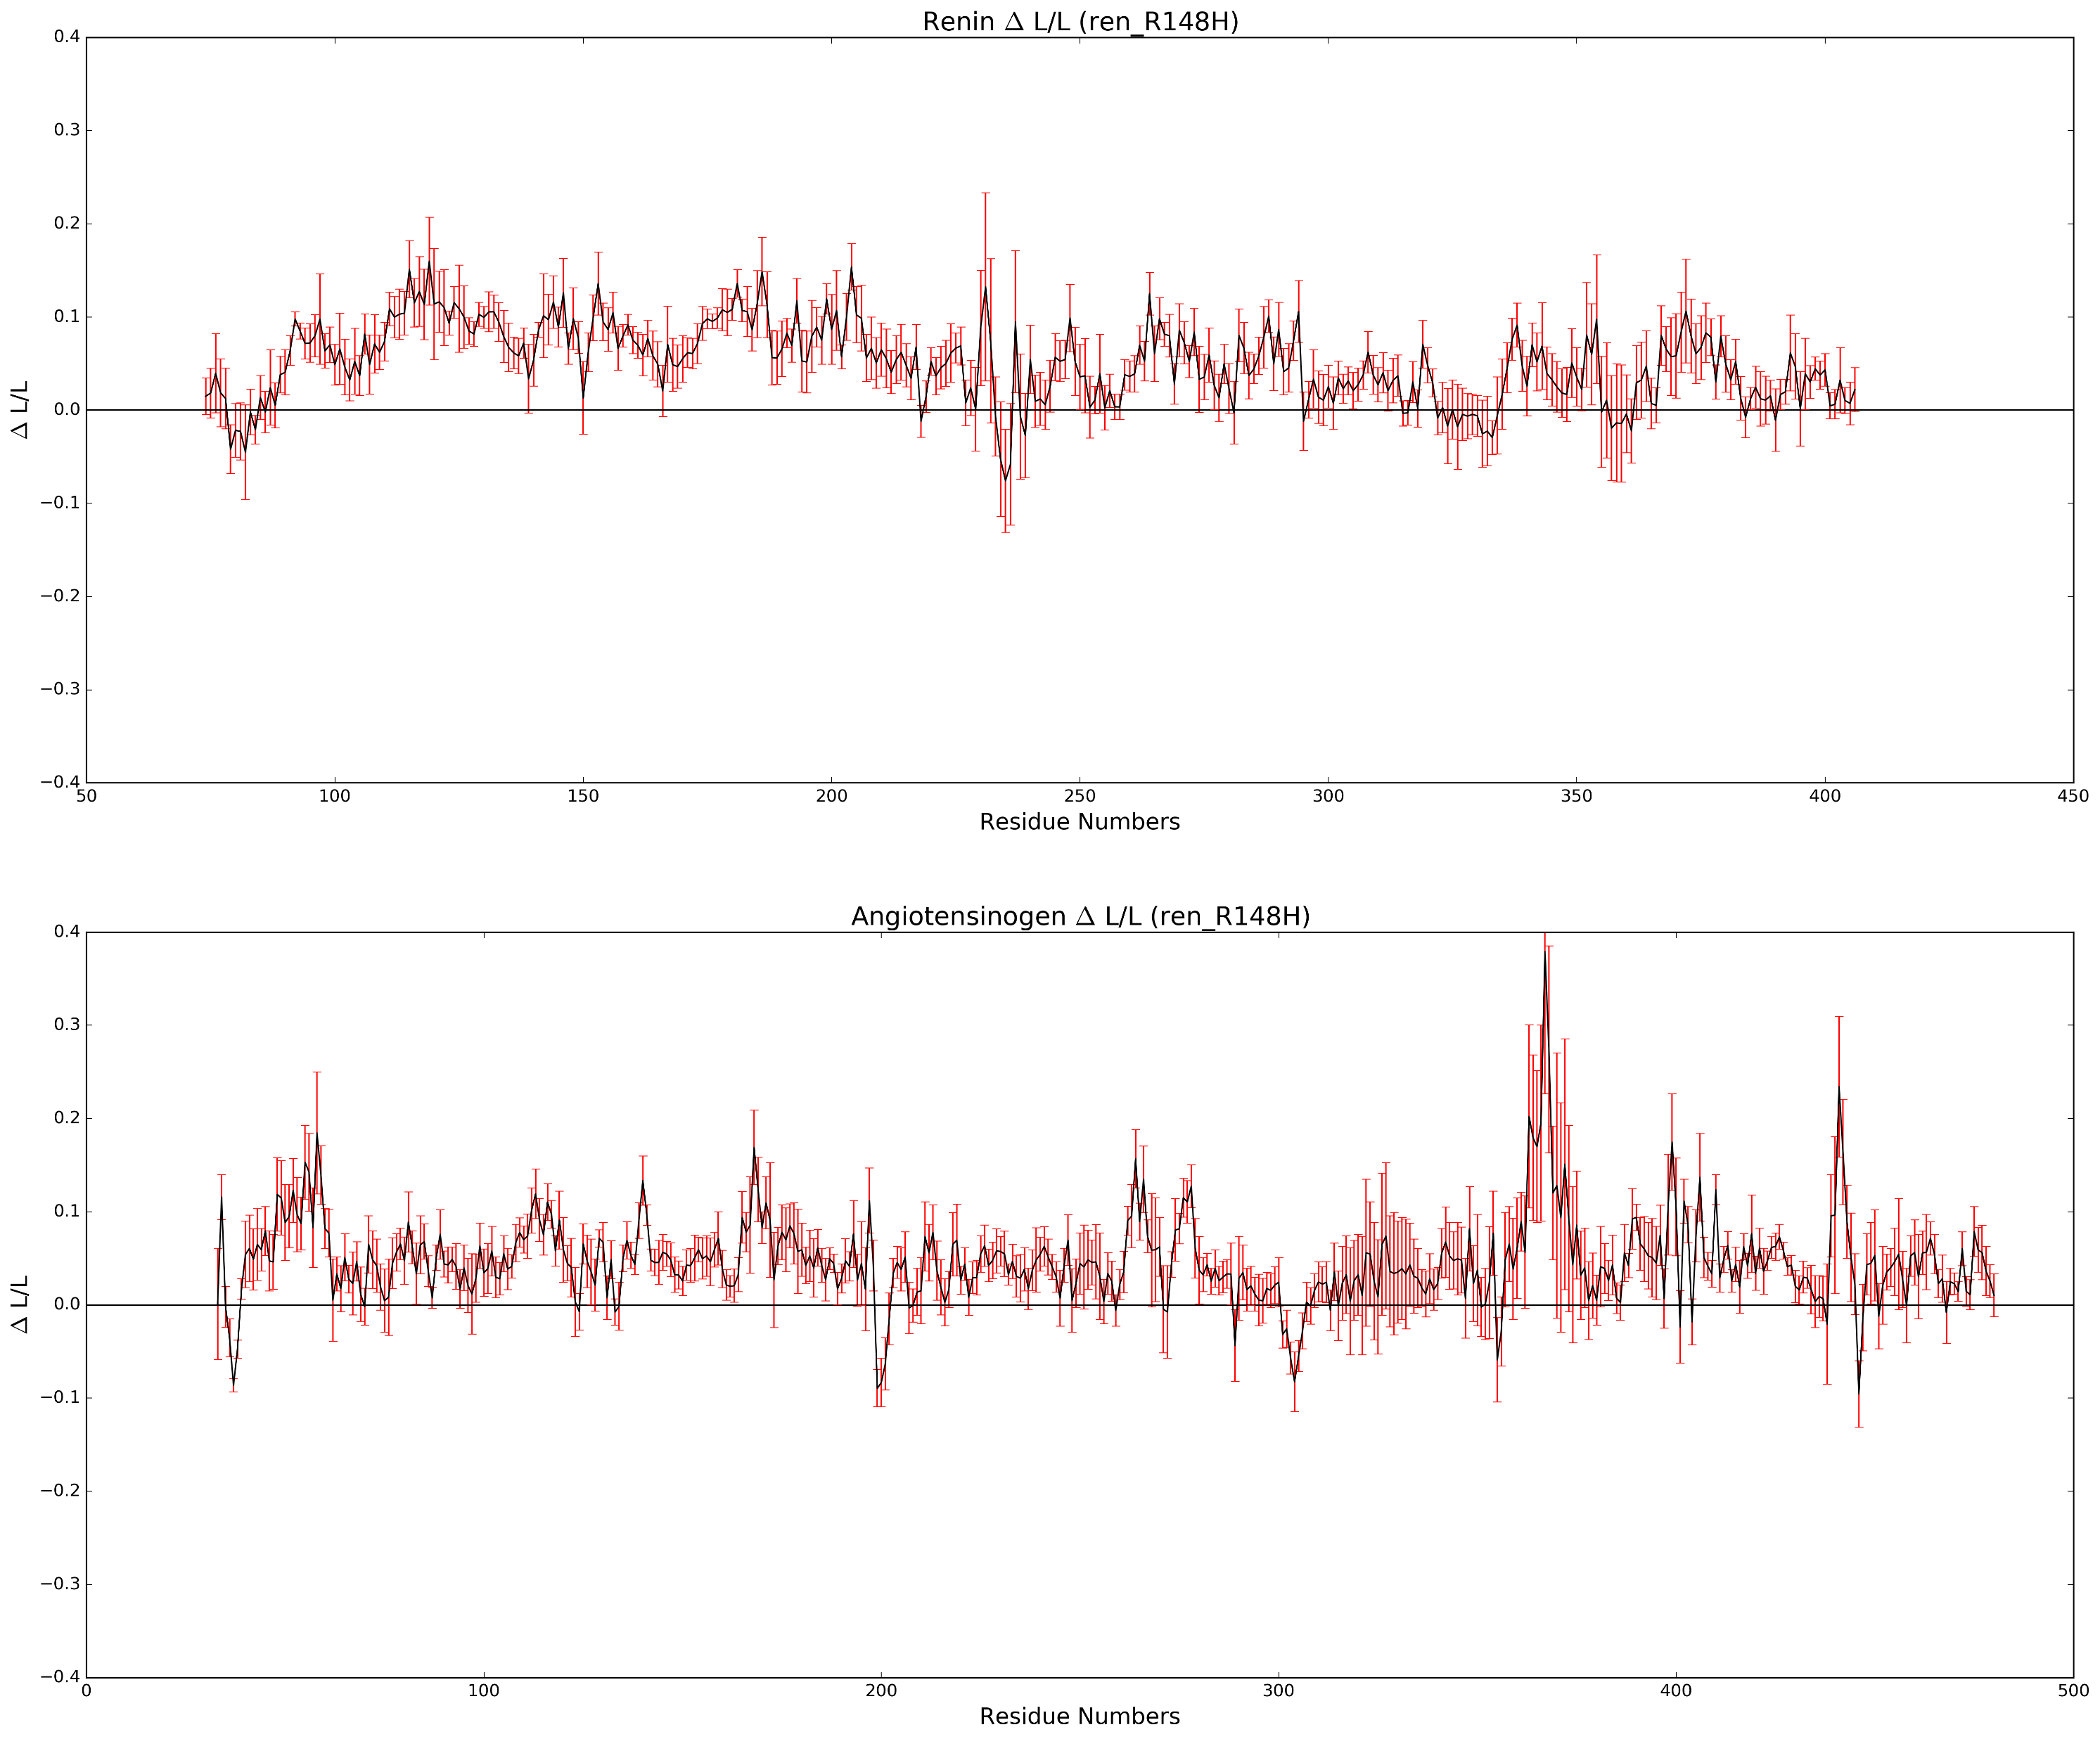 Renin Δ L/L (ren_R148H)
0.4
0.3
0.2
0.1
0.0
−0.1
−0.2
−0.3
−0.4
Δ L/L
50 100 150 200 250 300 350 400 450
Residue Numbers
Angiotensinogen Δ L/L (ren_R148H)
0.4
0.3
0.2
0.1
0.0
−0.1
−0.2
−0.3
−0.4
Δ L/L
0 100 200 300 400 500
Residue Numbers